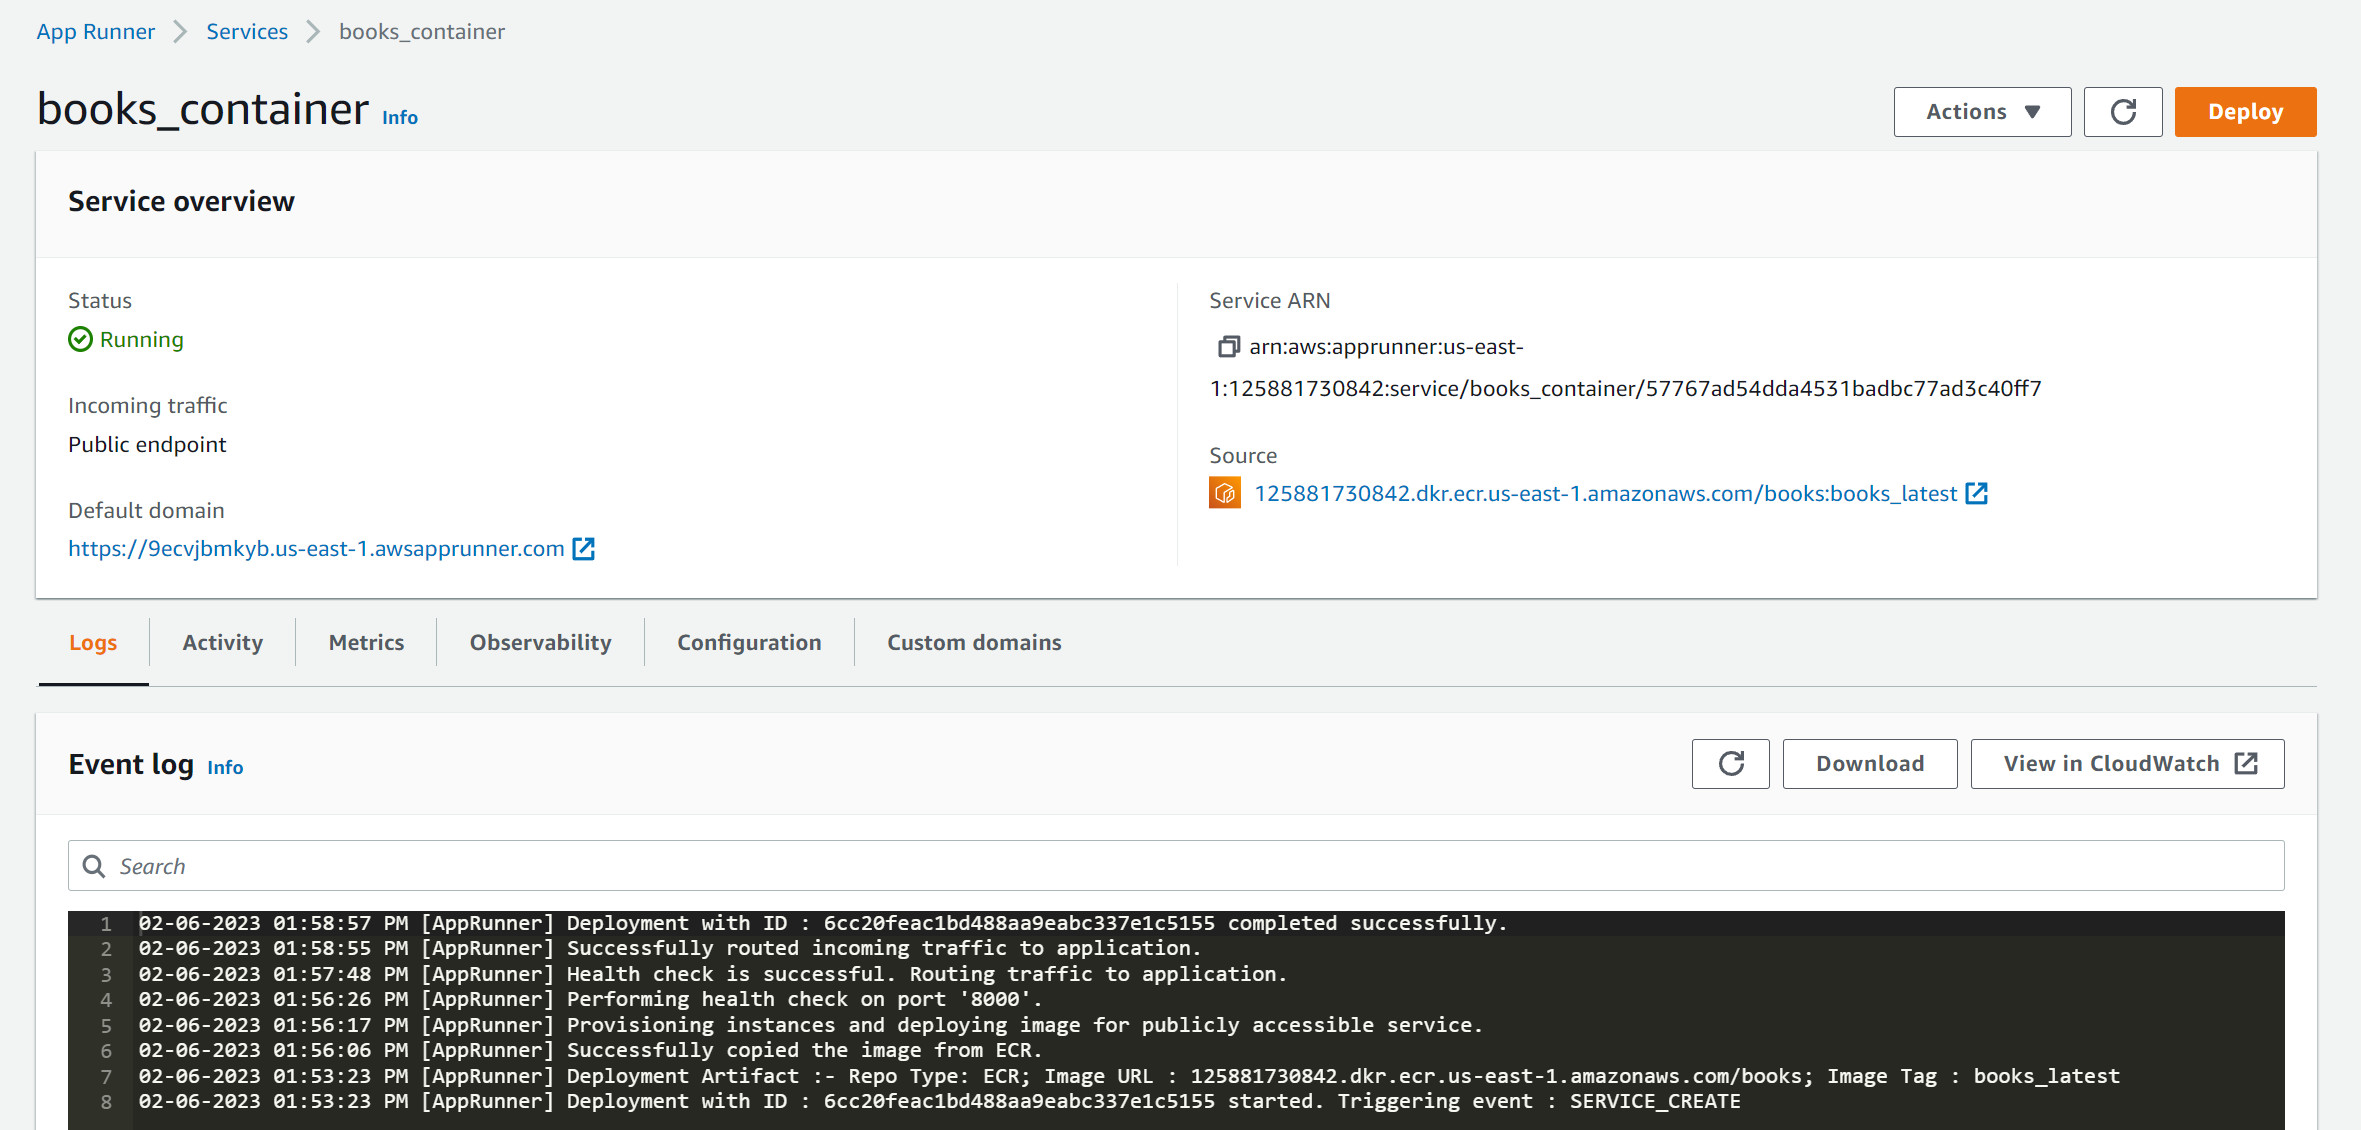 App Runner > Services > books_container
books_container Info
Actions ▼ Deploy
Service overview
Status
Running
Incoming traffic
Public endpoint
Default domain
https://9ecvjbmkyb.us-east-1.awsapprunner.com
Service ARN
arn:aws:apprunner:us-east-
1:125881730842:service/books_container/57767ad54dda4531badbc77ad3c40ff7
Source
125881730842.dkr.ecr.us-east-1.amazonaws.com/books:books_latest
Logs Activity Metrics Observability Configuration Custom domains
Event log Info Download View in CloudWatch
Search
1 02-06-2023 01:58:57 PM [AppRunner] Deployment with ID : 6cc20feac1bd488aa9eabc337e1c5155 completed successfully.
2 02-06-2023 01:58:55 PM [AppRunner] Successfully routed incoming traffic to application.
3 02-06-2023 01:57:48 PM [AppRunner] Health check is successful. Routing traffic to application.
4 02-06-2023 01:56:26 PM [AppRunner] Performing health check on port '8000'.
5 02-06-2023 01:56:17 PM [AppRunner] Provisioning instances and deploying image for publicly accessible service.
6 02-06-2023 01:56:06 PM [AppRunner] Successfully copied the image from ECR.
7 02-06-2023 01:53:23 PM [AppRunner] Deployment Artifact :- Repo Type: ECR; Image URL : 125881730842.dkr.ecr.us-east-1.amazonaws.com/books; Image Tag : books_latest
8 02-06-2023 01:53:23 PM [AppRunner] Deployment with ID : 6cc20feac1bd488aa9eabc337e1c5155 started. Triggering event : SERVICE_CREATE